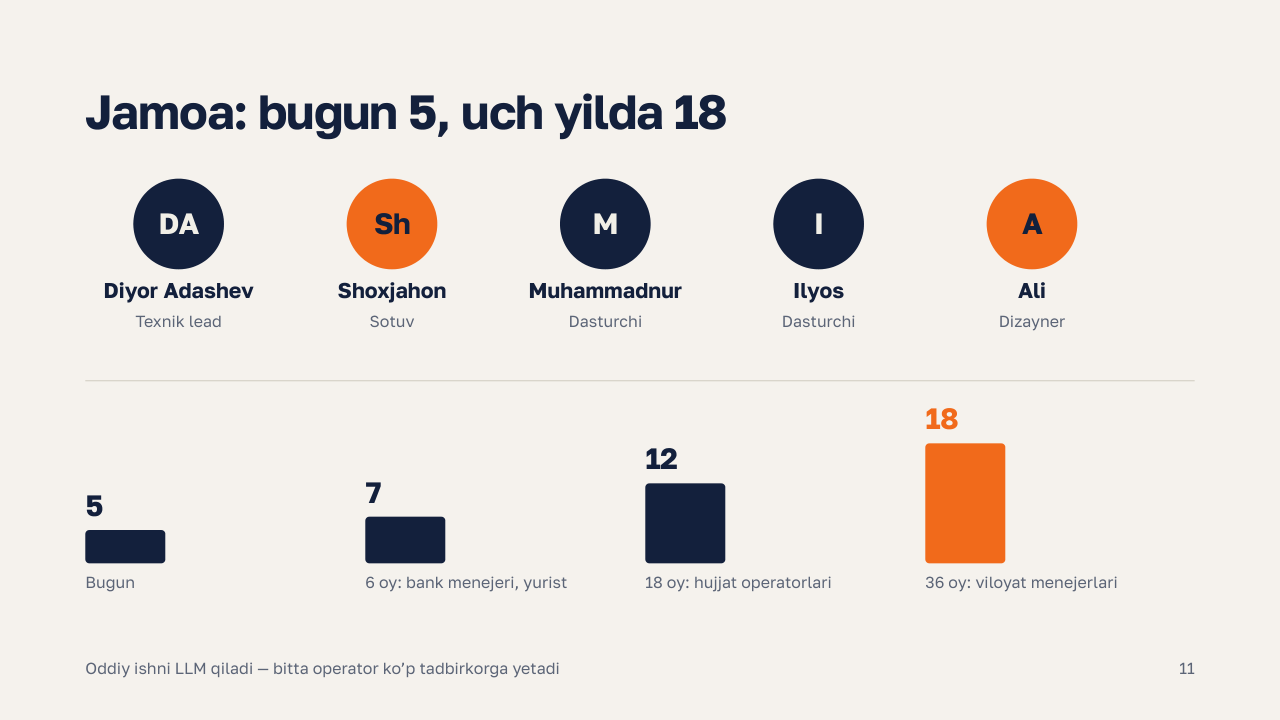 Jamoa: bugun 5, uch yilda 18
DA
Sh
M
I
A
Diyor Adashev
Shoxjahon
Muhammadnur
Ilyos
Ali
Texnik lead
Sotuv
Dasturchi
Dasturchi
Dizayner
5
7
12
18
Bugun
6 oy: bank menejeri, yurist
18 oy: hujjat operatorlari
36 oy: viloyat menejerlari
Oddiy ishni LLM qiladi — bitta operator ko’p tadbirkorga yetadi
11